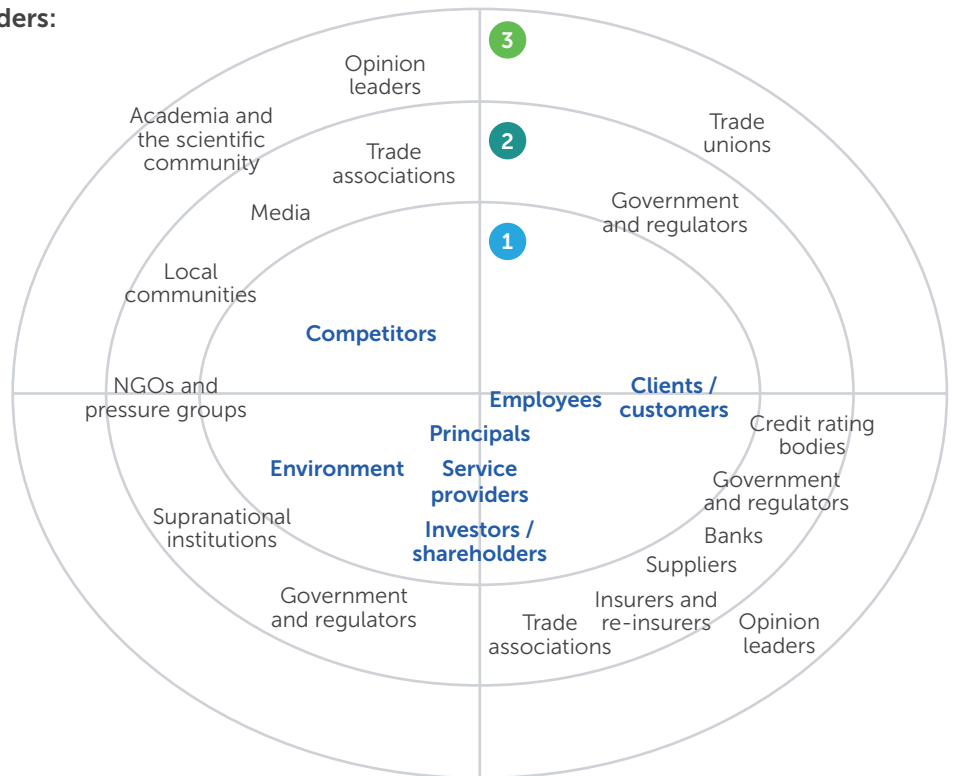 ders:
3
Opinion
leaders
Academia and
the scientific
community
Trade
unions
2
Trade
associations
Government
and regulators
Media
1
Local
communities
Competitors
NGOs and
pressure groups
Employees
Clients /
customers
Principals
Credit rating
bodies
Environment
Service
providers
Government
and regulators
Supranational
institutions
Investors /
shareholders
Banks
Suppliers
Government
and regulators
Insurers and
re-insurers
Trade
associations
Opinion
leaders